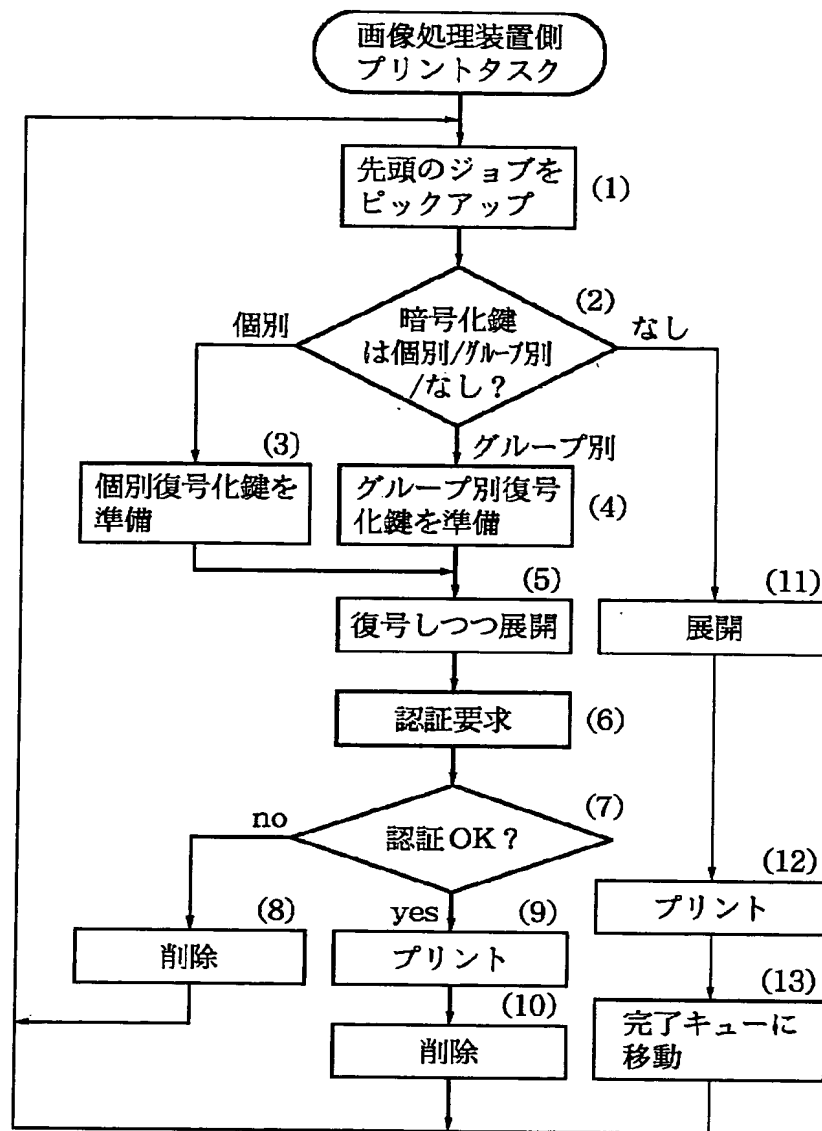 画像処理装置側
プリントタスク
先頭のジョブを
ピックアップ
(1)
(2)
暗号化鍵
は個別/グループ別
/なし？
個別
なし
グループ別
(3)
個別復号化鍵を
準備
グループ別復号
化鍵を準備
(4)
(5)
復号しつつ展開
(11)
展開
認証要求
(6)
(7)
認証OK？
no
yes
(8)
削除
(9)
プリント
(12)
プリント
(10)
削除
(13)
完了キューに
移動